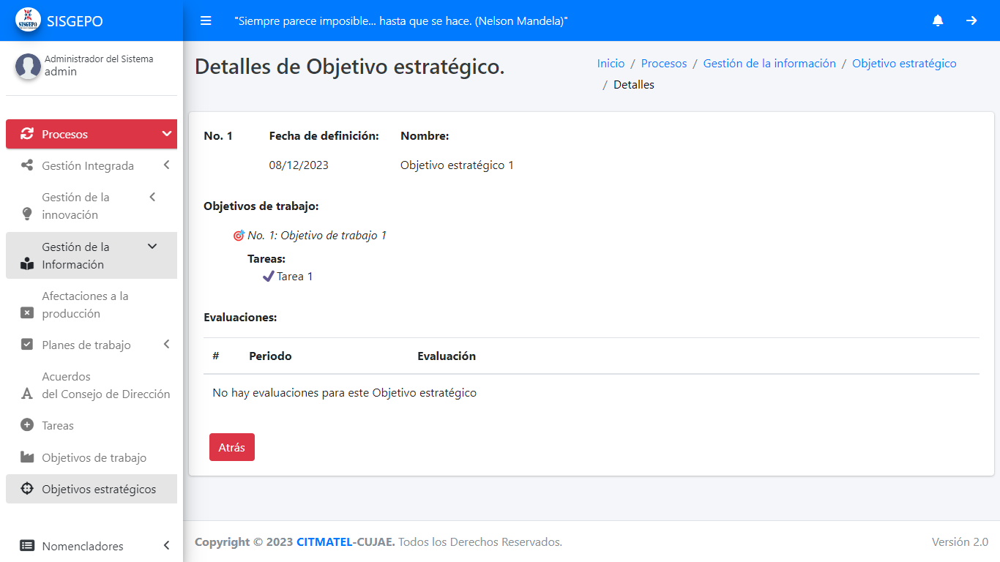 SISGEPO
SISGEPO
"Siempre parece imposible... hasta que se hace. (Nelson Mandela)"
Administrador del Sistema
admin
Procesos
Gestión Integrada
Gestión de la
innovación
Gestión de la
Información
Afectaciones a la
producción
Planes de trabajo
Acuerdos
del Consejo de Dirección
Tareas
Objetivos de trabajo
Objetivos estratégicos
Nomencladores
Detalles de Objetivo estratégico.
Inicio / Procesos / Gestión de la información / Objetivo estratégico
/ Detalles
No. 1 Fecha de definición: Nombre:
08/12/2023 Objetivo estratégico 1
Objetivos de trabajo:
No. 1: Objetivo de trabajo 1
Tareas:
Tarea 1
Evaluaciones:
# Periodo Evaluación
No hay evaluaciones para este Objetivo estratégico
Atrás
Copyright © 2023 CITMATEL-CUJAE. Todos los Derechos Reservados.
Versión 2.0